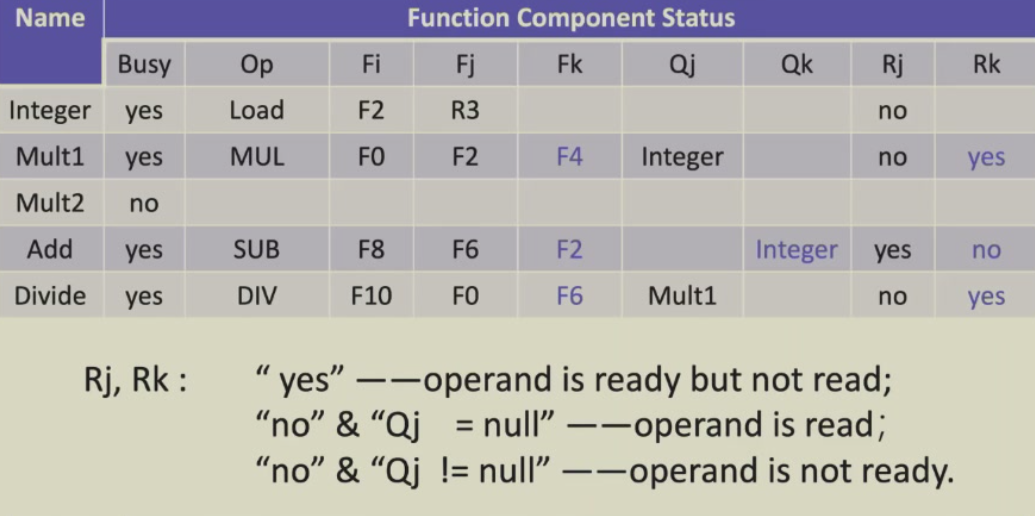 Name Function Component Status
Busy Op Fi Fj Fk Qj Qk Rj Rk
Integer yes Load F2 R3 no
Mult1 yes MUL F0 F2 F4 Integer no yes
Mult2 no
Add yes SUB F8 F6 F2 Integer yes no
Divide yes DIV F10 F0 F6 Mult1 no yes
Rj, Rk : “ yes” ——operand is ready but not read;
“no” & “Qj = null” ——operand is read；
“no” & “Qj != null” ——operand is not ready.